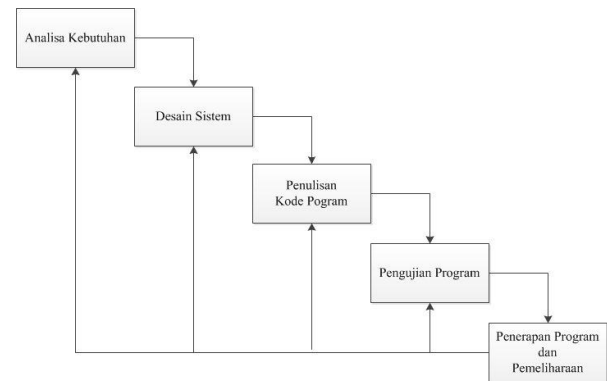 Analisa Kebutuhan
Desain Sistem
Penulisan
Kode Pogram
Pengujian Program
Penerapan Program
dan
Pemeliharaan